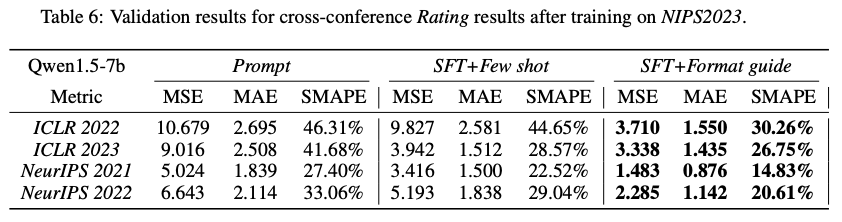 Table 6: Validation results for cross-conference Rating results after training on NIPS2023.
Qwen1.5-7b Prompt SFT+Few shot SFT+Format guide
Metric MSE MAE SMAPE MSE MAE SMAPE MSE MAE SMAPE
ICLR 2022 10.679 2.695 46.31% 9.827 2.581 44.65% 3.710 1.550 30.26%
ICLR 2023 9.016 2.508 41.68% 3.942 1.512 28.57% 3.338 1.435 26.75%
NeurIPS 2021 5.024 1.839 27.40% 3.416 1.500 22.52% 1.483 0.876 14.83%
NeurIPS 2022 6.643 2.114 33.06% 5.193 1.838 29.04% 2.285 1.142 20.61%